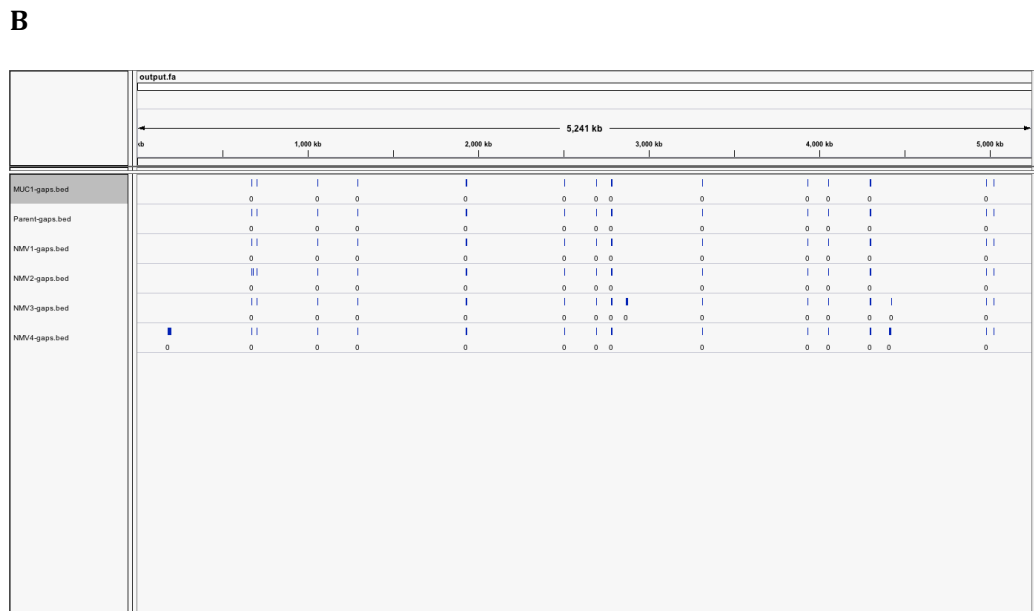 B
output.fa
5,241 kb
kb 1,000 kb 2,000 kb 3,000 kb 4,000 kb 5,000 kb
MUC1-gaps.bed
0 0 0 0 0 0 0 0 0 0 0 0
Parent-gaps.bed
0 0 0 0 0 0 0 0 0 0 0 0
NMV1-gaps.bed
0 0 0 0 0 0 0 0 0 0 0 0
NMV2-gaps.bed
0 0 0 0 0 0 0 0 0 0 0 0
NMV3-gaps.bed
0 0 0 0 0 0 0 0 0 0 0 0 0 0
NMV4-gaps.bed
0 0 0 0 0 0 0 0 0 0 0 0 0 0